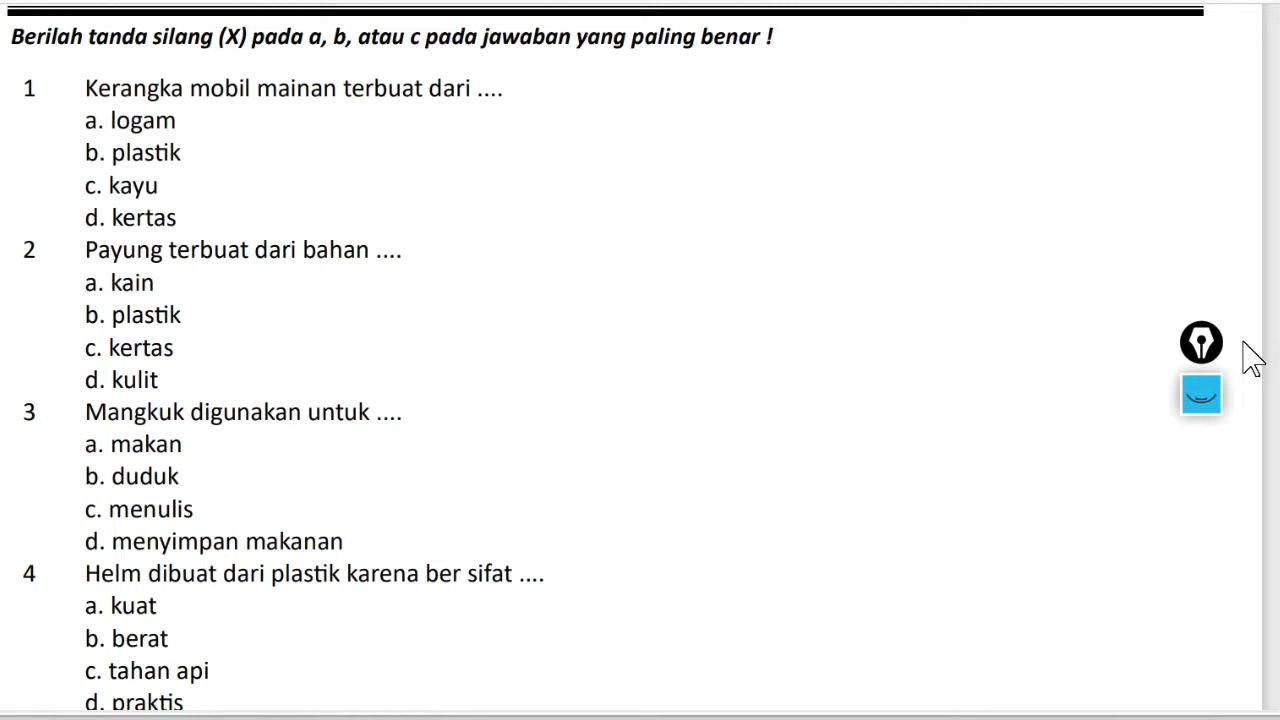 Berilah tanda silang (X) pada a, b, atau c pada jawaban yang paling benar !
1 Kerangka mobil mainan terbuat dari ....
a. logam
b. plastik
c. kayu
d. kertas
2 Payung terbuat dari bahan ....
a. kain
b. plastik
c. kertas
d. kulit
3 Mangkuk digunakan untuk ....
a. makan
b. duduk
c. menulis
d. menyimpan makanan
4 Helm dibuat dari plastik karena ber sifat ....
a. kuat
b. berat
c. tahan api
d. praktis